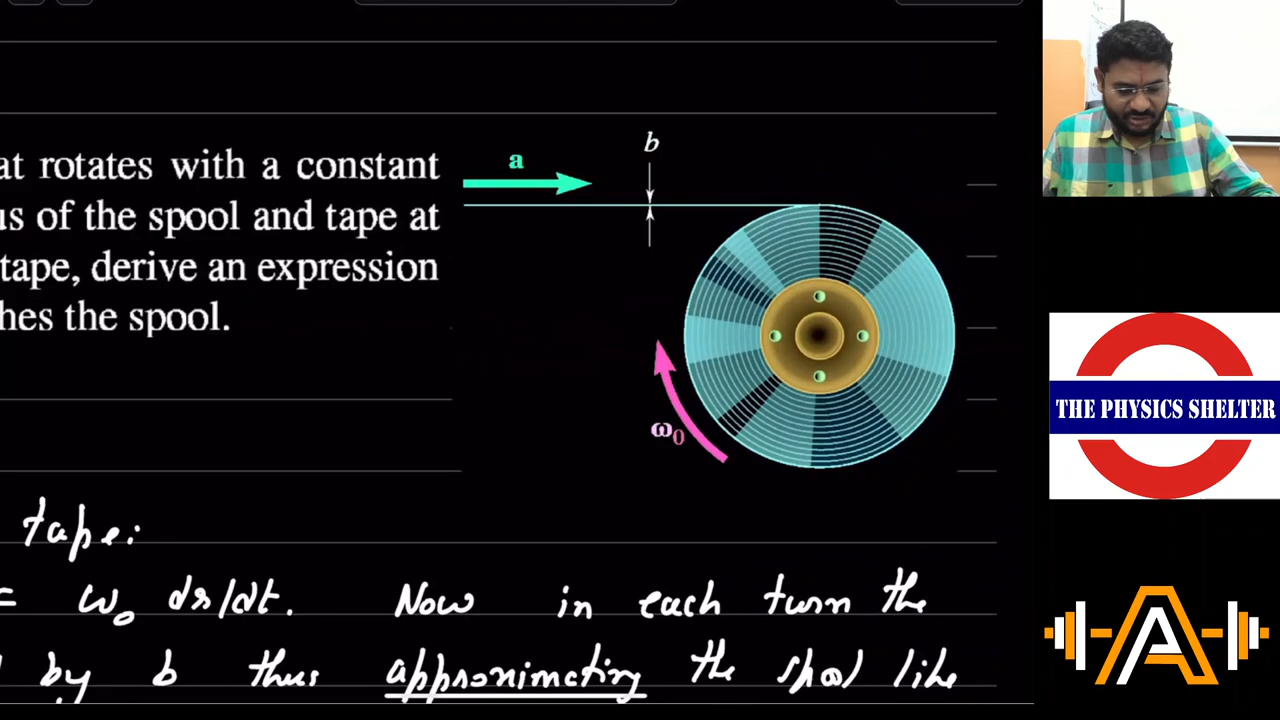 at rotates with a constant
us of the spool and tape at
tape, derive an expression
hes the spool.
a
b
ω0
tape:
= ω0 dr/dt. Now in each turn the
by b thus approximating the spool like
THE PHYSICS SHELTER
A